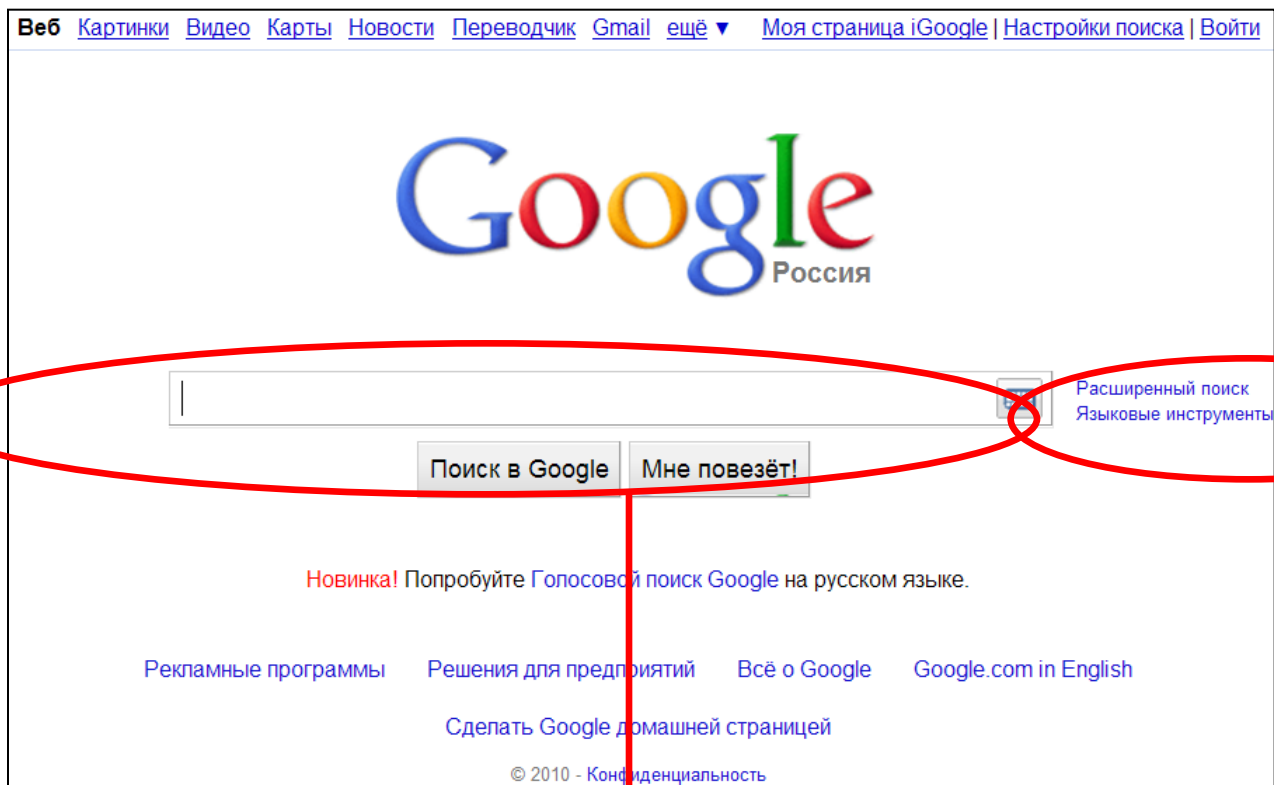 Веб Картинки Видео Карты Новости Переводчик Gmail ещё ▼ Моя страница iGoogle | Настройки поиска | Войти
Google
Россия
Расширенный поиск
Языковые инструменты
Поиск в Google Мне повезёт!
Новинка! Попробуйте Голосовой поиск Google на русском языке.
Рекламные программы Решения для предприятий Всё о Google Google.com in English
Сделать Google домашней страницей
© 2010 - Конфиденциальность